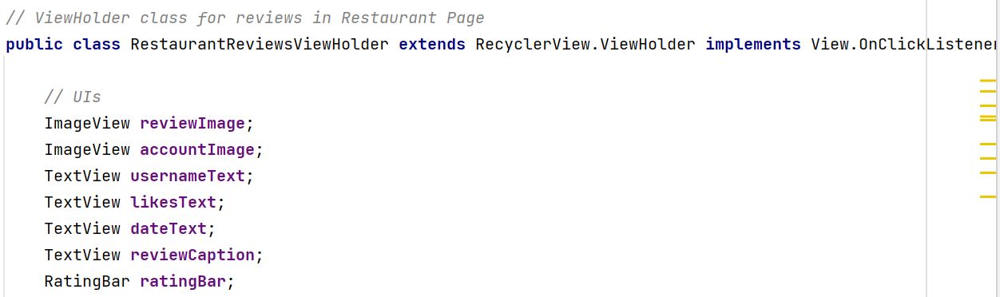 // ViewHolder class for reviews in Restaurant Page
public class RestaurantReviewsViewHolder extends RecyclerView.ViewHolder implements View.OnClickListener
// UIs
ImageView reviewImage;
ImageView accountImage;
TextView usernameText;
TextView likesText;
TextView dateText;
TextView reviewCaption;
RatingBar ratingBar;